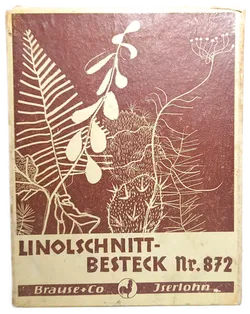 LINOLSCHNITT-
BESTECK Nr. 872
Brause+Co Iserlohn